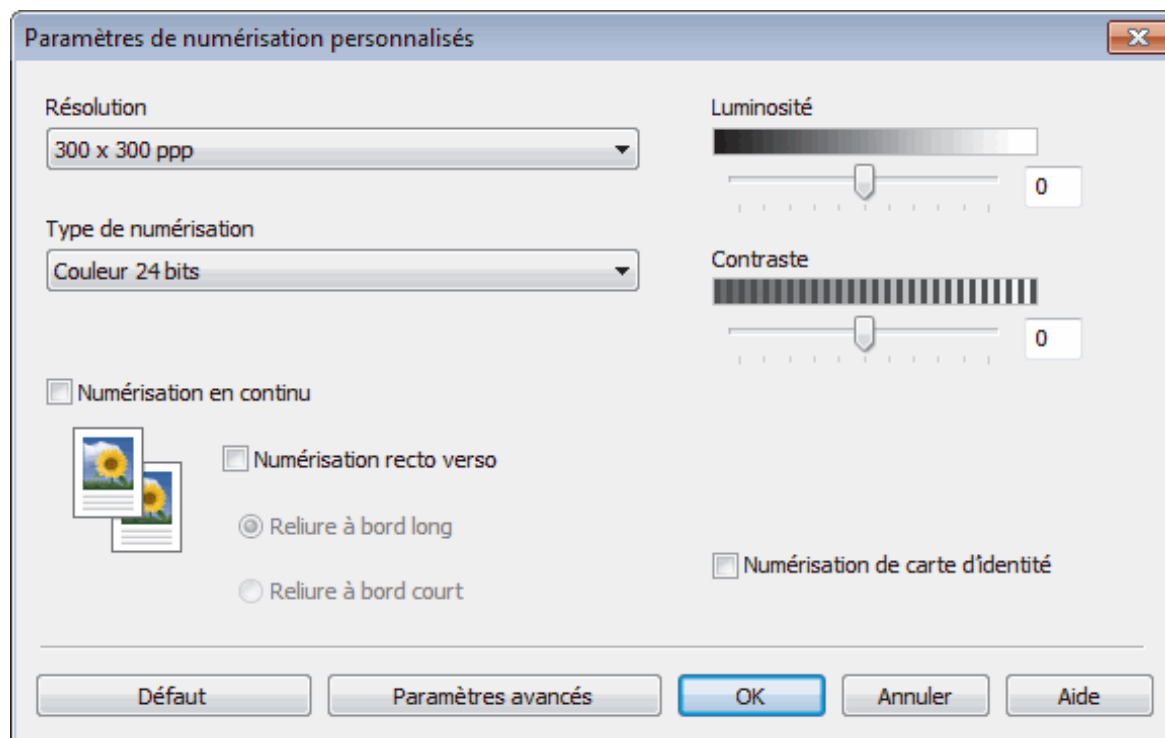 Paramètres de numérisation personnalisés
Résolution
300 x 300 ppp
Type de numérisation
Couleur 24 bits
Luminosité
0
Contraste
0
Numérisation en continu
Numérisation recto verso
Reliure à bord long
Reliure à bord court
Numérisation de carte d'identité
Défaut
Paramètres avancés
OK
Annuler
Aide